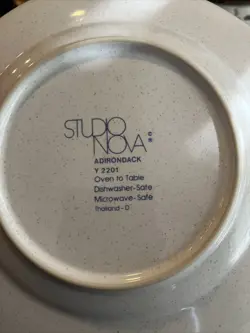 STUDIO
NOVA
ADIRONDACK
Y 2201
Oven to Table
Dishwasher-Safe
Microwave-Safe
Thailand-D